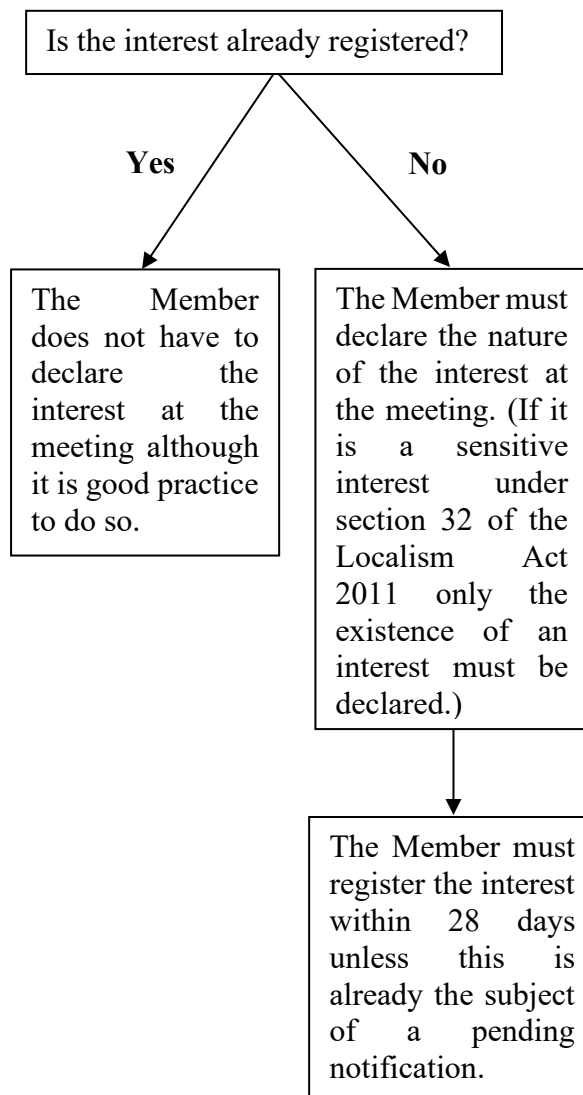 Is the interest already registered?
Yes
No
The Member
does not have to
declare the
interest at the
meeting although
it is good practice
to do so.
The Member must
declare the nature
of the interest at
the meeting. (If it
is a sensitive
interest under
section 32 of the
Localism Act
2011 only the
existence of an
interest must be
declared.)
The Member must
register the interest
within 28 days
unless this is
already the subject
of a pending
notification.